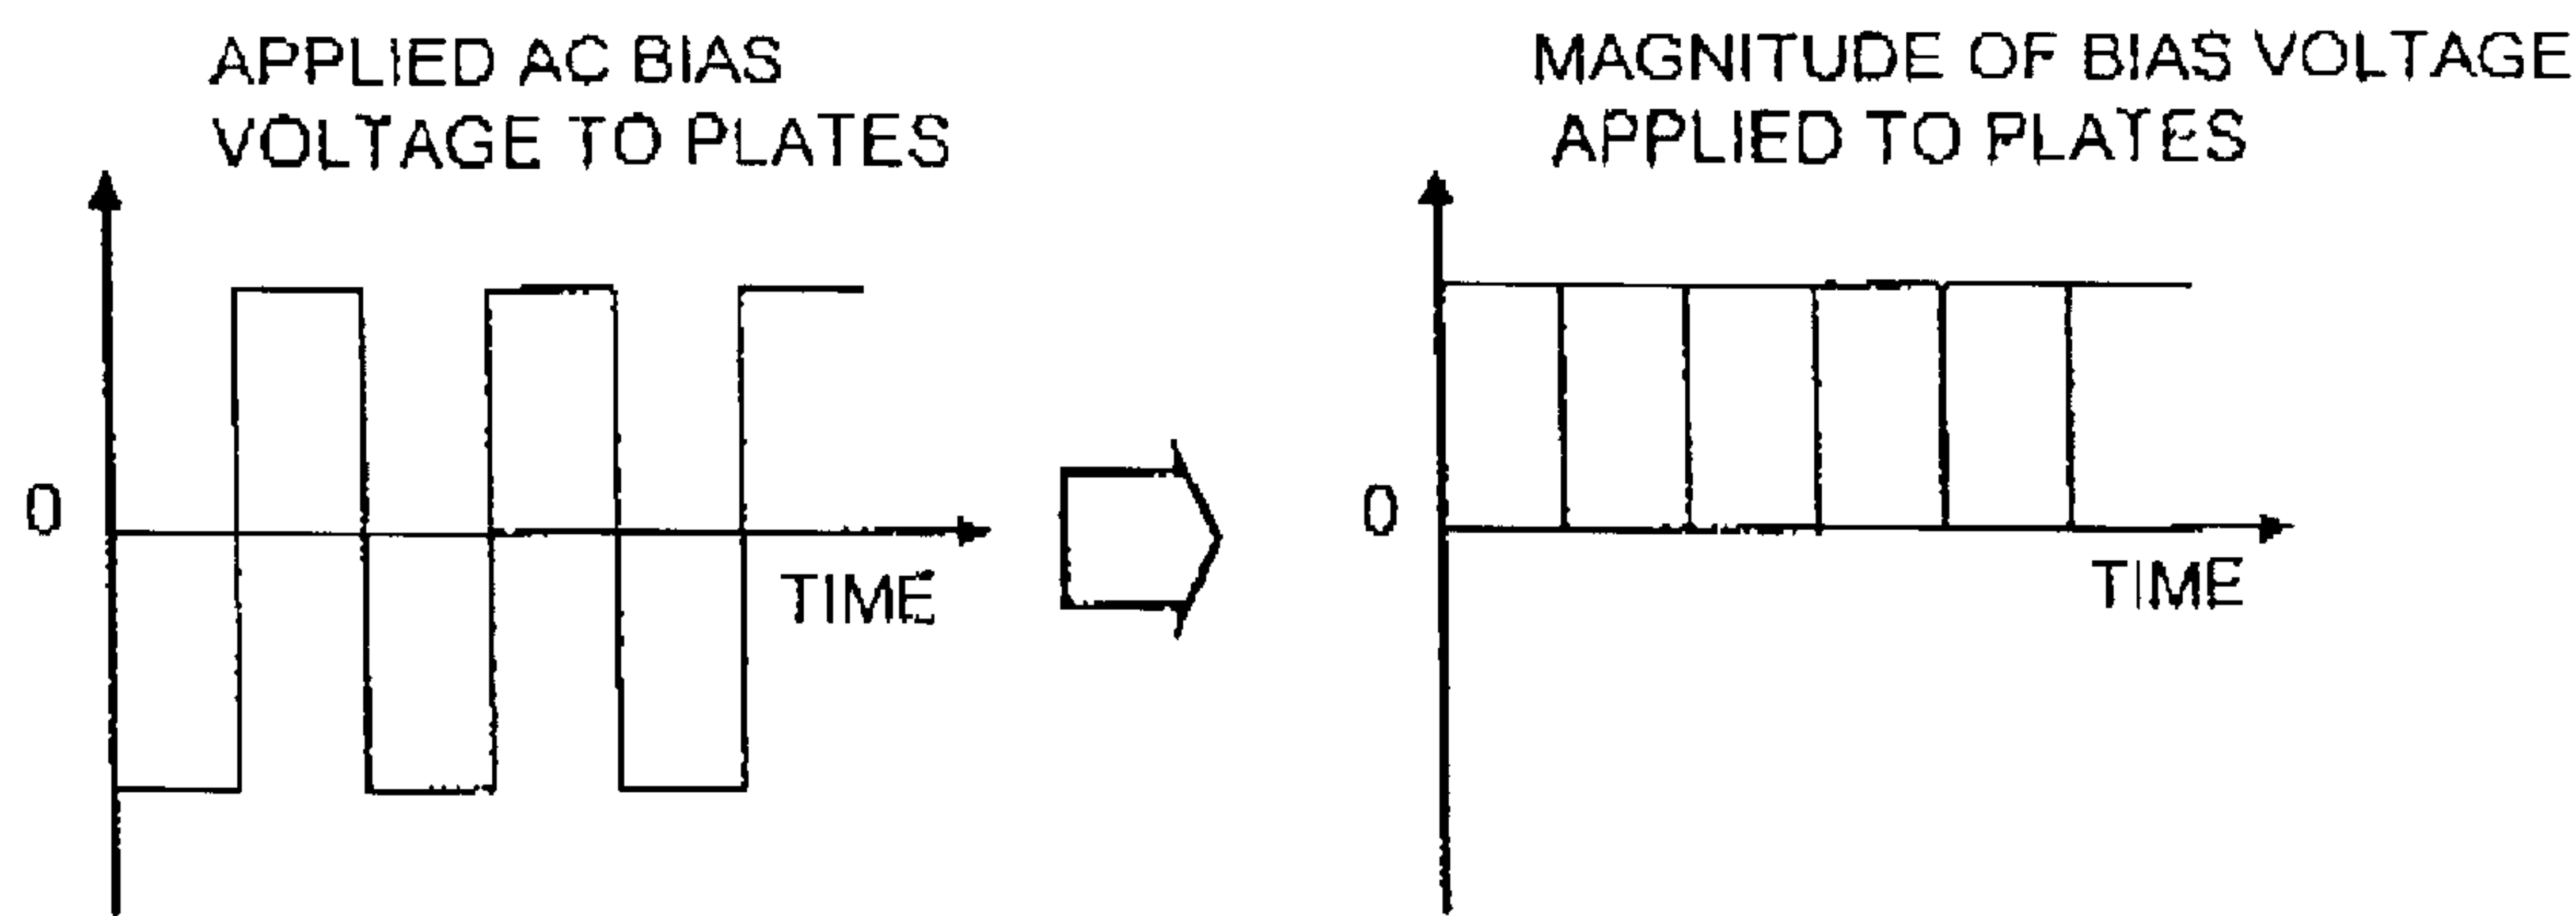 APPLIED AC BIAS
VOLTAGE TO PLATES
0
TIME
MAGNITUDE OF BIAS VOLTAGE
APPLIED TO PLATES
0
TIME